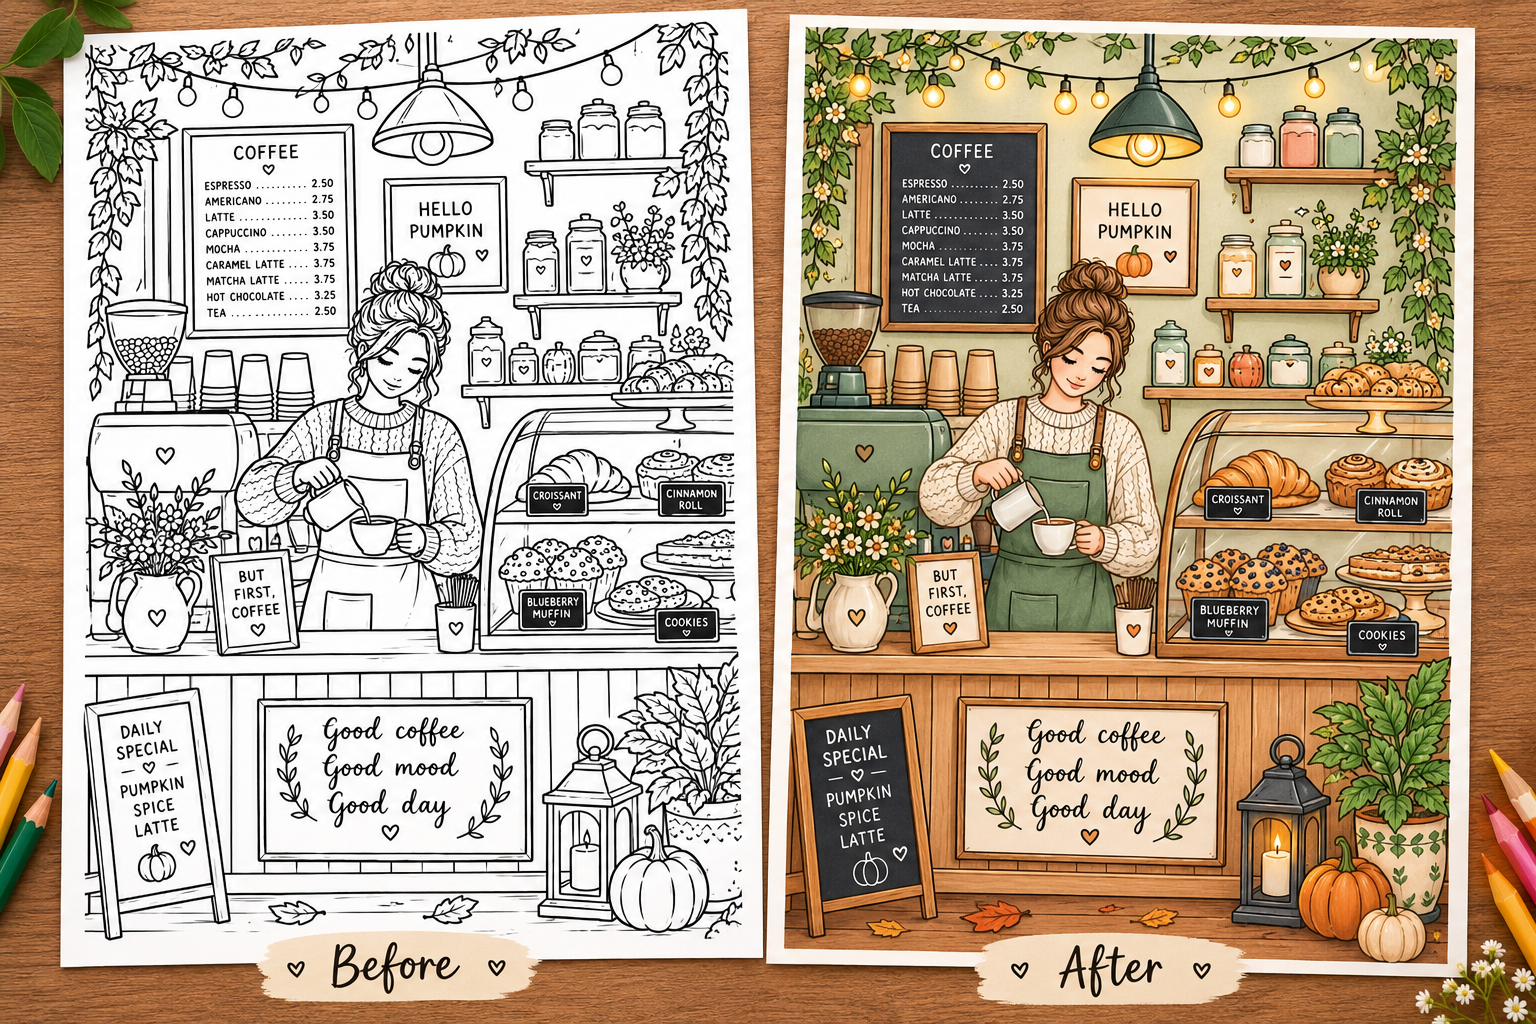 COFFEE
ESPRESSO .......... 2.50
AMERICANO ......... 2.75
LATTE .............. 3.50
CAPPUCCINO ........ 3.50
MOCHA ............. 3.75
CARAMEL LATTE .... 3.75
MATCHA LATTE ..... 3.75
HOT CHOCOLATE ... 3.25
TEA ................ 2.50
HELLO
PUMPKIN
CROISSANT
CINNAMON
ROLL
BLUEBERRY
MUFFIN
COOKIES
BUT
FIRST,
COFFEE
DAILY
SPECIAL
PUMPKIN
SPICE
LATTE
Good coffee
Good mood
Good day
Before
COFFEE
ESPRESSO .......... 2.50
AMERICANO ......... 2.75
LATTE .............. 3.50
CAPPUCCINO ........ 3.50
MOCHA ............. 3.75
CARAMEL LATTE .... 3.75
MATCHA LATTE ..... 3.75
HOT CHOCOLATE .... 3.25
TEA ................ 2.50
HELLO
PUMPKIN
CROISSANT
CINNAMON
ROLL
BLUEBERRY
MUFFIN
COOKIES
BUT
FIRST,
COFFEE
DAILY
SPECIAL
PUMPKIN
SPICE
LATTE
Good coffee
Good mood
Good day
After